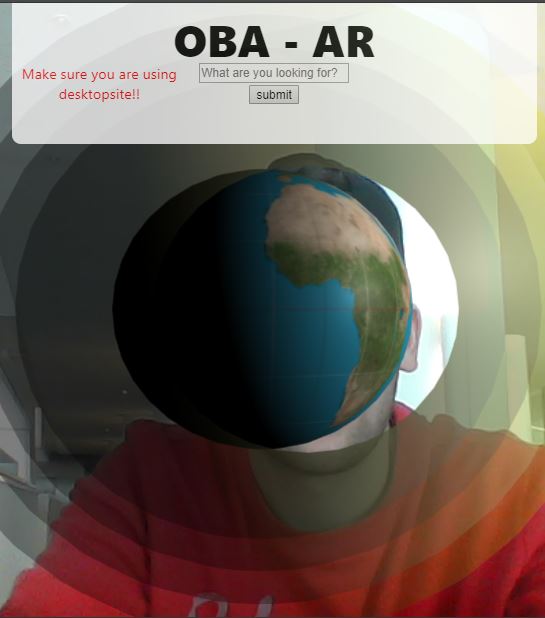 OBA - AR
Make sure you are using
desktopsite!!
What are you looking for?
submit